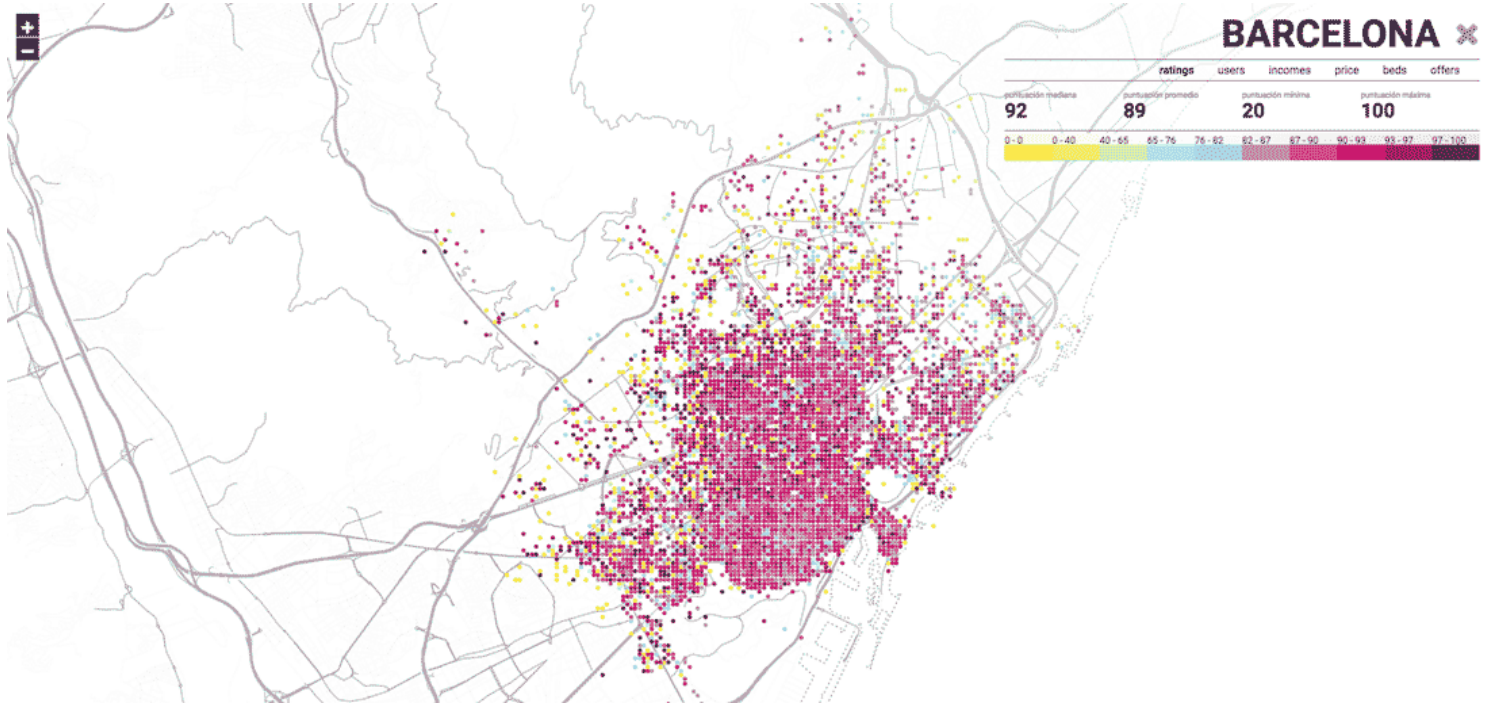 +
−
BARCELONA ×
ratings users incomes price beds offers
puntuación mediana puntuación promedio puntuación mínima puntuación máxima
92 89 20 100
0 - 0 0 - 40 40 - 65 65 - 76 76 - 82 82 - 87 87 - 90 90 - 93 93 - 97 97 - 100